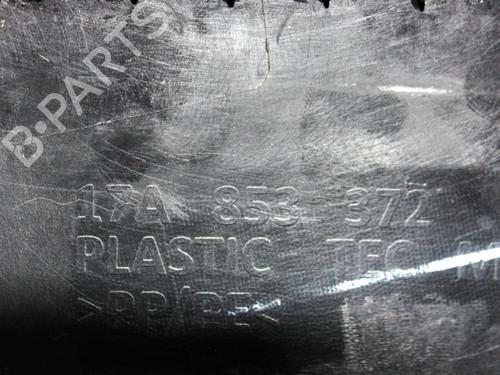 B-PARTS
17A 853 372
PLASTIC-TEC M
>PP/PE<